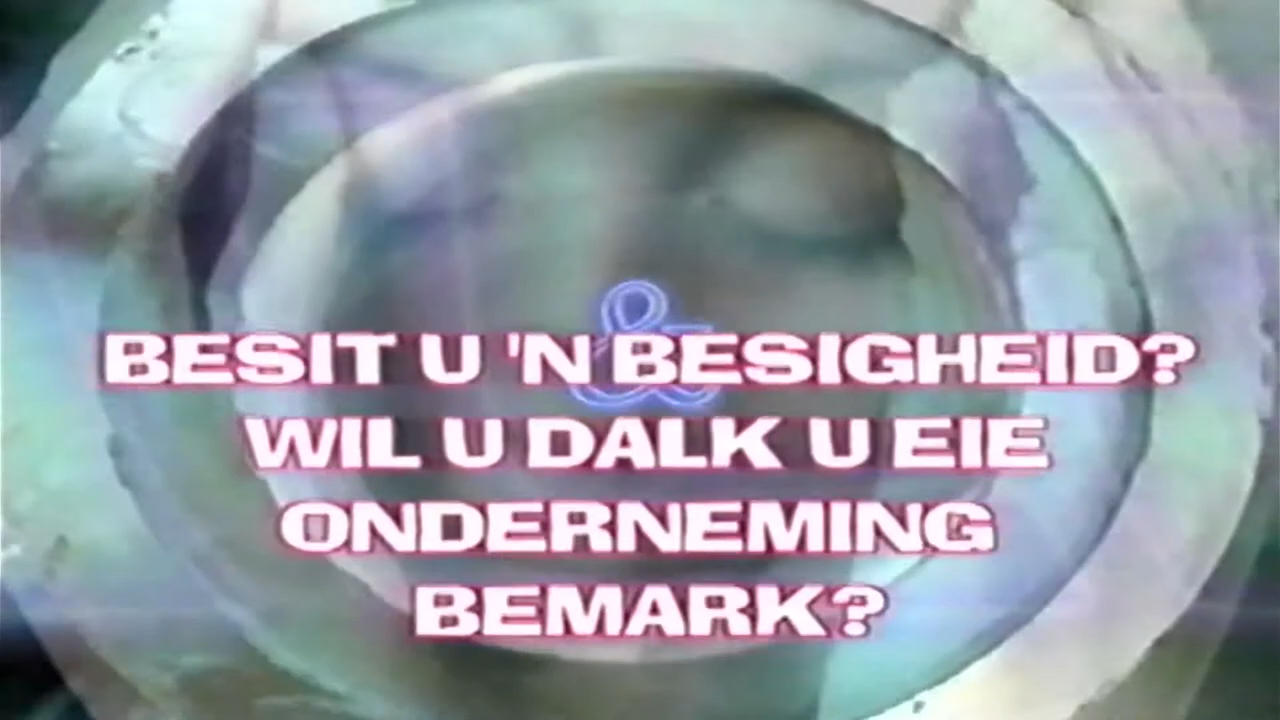 &
BESIT U 'N BESIGHEID?
WIL U DALK U EIE
ONDERNEMING
BEMARK?